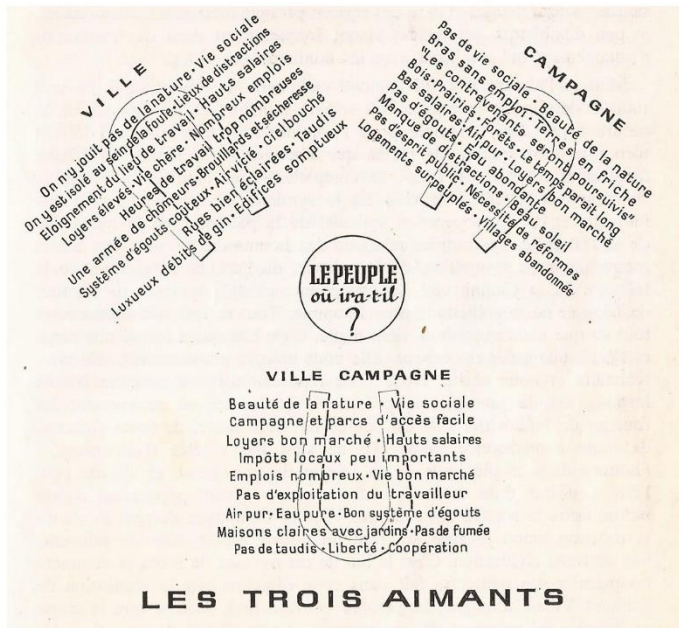 VILLE
On n'y jouit pas de la nature · Vie sociale
On y est isolé au sein de la foule · Lieux de distractions
Eloignement du lieu de travail · Hauts salaires
Loyers élevés · Vie chère · Nombreux emplois
Heures de travail trop nombreuses
Une armée de chômeurs · Brouillards et sécheresse
Système d'égouts coûteux · Air vicié · Ciel bouché
Rues bien éclairées · Taudis
Luxueux débits de gin · Edifices somptueux
CAMPAGNE
Pas de vie sociale · Beauté de la nature
Bras sans emploi · Terres en friche
"Les contrevenants seront poursuivis"
Bois · Prairies · Forêts · Le temps paraît long
Bas salaires · Air pur · Loyers bon marché
Pas d'égouts · Eau abondante
Manque de distractions · Beau soleil
Pas d'esprit public · Nécessité de réformes
Logements surpeuplés · Villages abandonnés
LE PEUPLE
où ira-t-il
?
VILLE CAMPAGNE
Beauté de la nature · Vie sociale
Campagne et parcs d'accès facile
Loyers bon marché · Hauts salaires
Impôts locaux peu importants
Emplois nombreux · Vie bon marché
Pas d'exploitation du travailleur
Air pur · Eau pure · Bon système d'égouts
Maisons claires avec jardins · Pas de fumée
Pas de taudis · Liberté · Coopération
LES TROIS AIMANTS